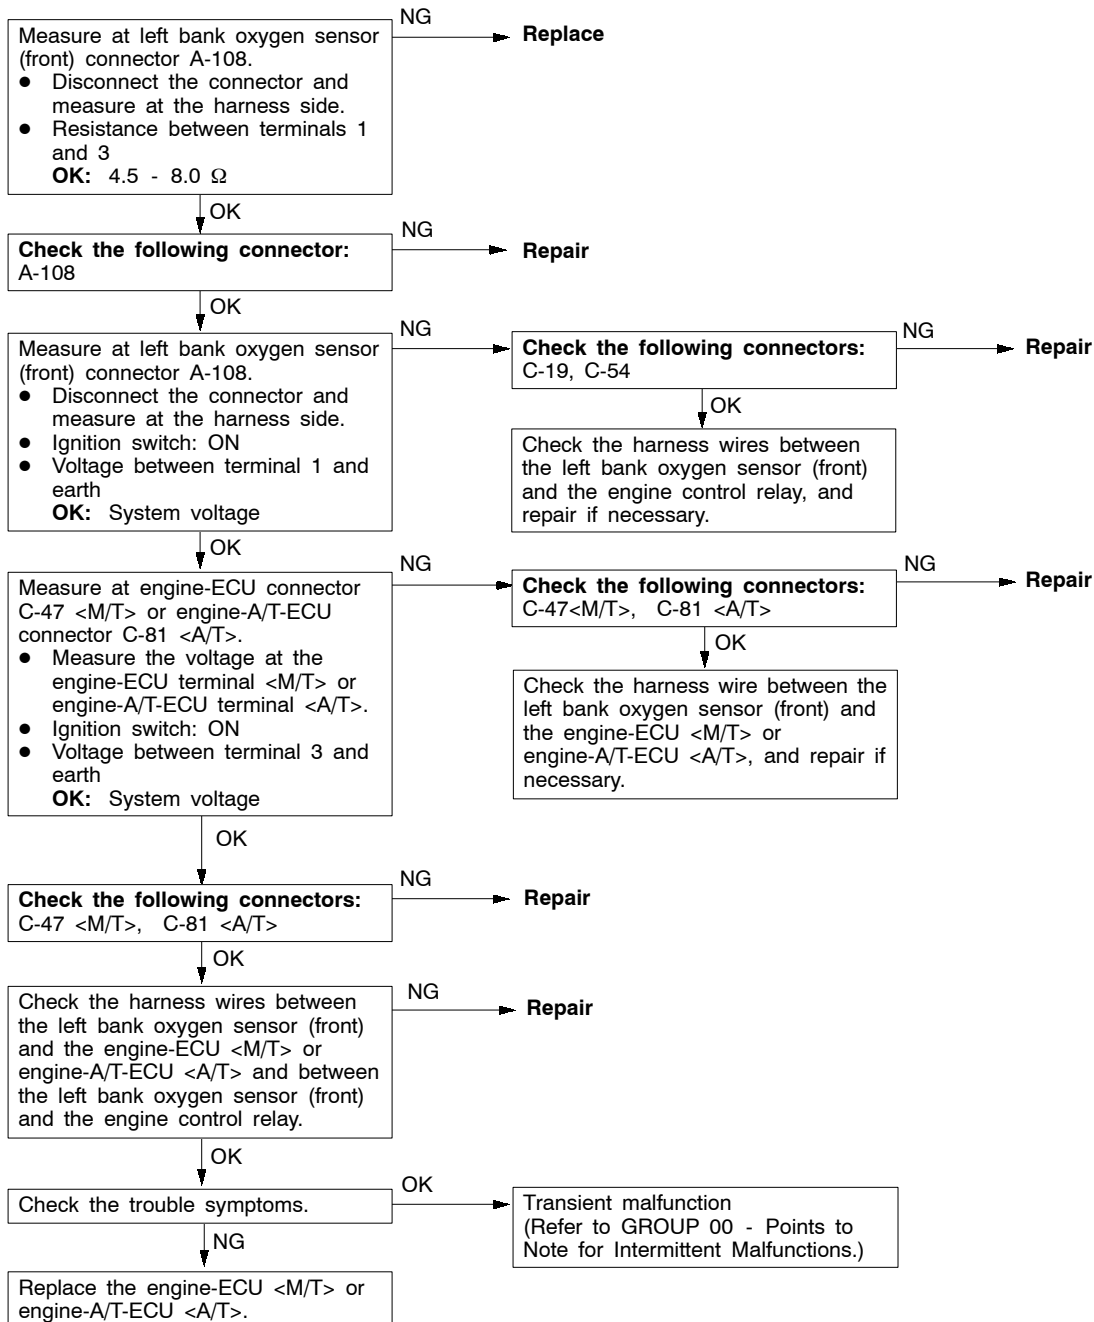 Measure at left bank oxygen sensor
(front) connector A-108.
● Disconnect the connector and
measure at the harness side.
● Resistance between terminals 1
and 3
OK: 4.5 - 8.0 Ω
NG
Replace
OK
Check the following connector:
A-108
NG
Repair
OK
Measure at left bank oxygen sensor
(front) connector A-108.
● Disconnect the connector and
measure at the harness side.
● Ignition switch: ON
● Voltage between terminal 1 and
earth
OK: System voltage
NG
Check the following connectors:
C-19, C-54
NG
Repair
OK
Check the harness wires between
the left bank oxygen sensor (front)
and the engine control relay, and
repair if necessary.
OK
Measure at engine-ECU connector
C-47 <M/T> or engine-A/T-ECU
connector C-81 <A/T>.
● Measure the voltage at the
engine-ECU terminal <M/T> or
engine-A/T-ECU terminal <A/T>.
● Ignition switch: ON
● Voltage between terminal 3 and
earth
OK: System voltage
NG
Check the following connectors:
C-47<M/T>, C-81 <A/T>
NG
Repair
OK
Check the harness wire between the
left bank oxygen sensor (front) and
the engine-ECU <M/T> or
engine-A/T-ECU <A/T>, and repair if
necessary.
OK
Check the following connectors:
C-47 <M/T>, C-81 <A/T>
NG
Repair
OK
Check the harness wires between
the left bank oxygen sensor (front)
and the engine-ECU <M/T> or
engine-A/T-ECU <A/T> and between
the left bank oxygen sensor (front)
and the engine control relay.
NG
Repair
OK
Check the trouble symptoms.
OK
Transient malfunction
(Refer to GROUP 00 - Points to
Note for Intermittent Malfunctions.)
NG
Replace the engine-ECU <M/T> or
engine-A/T-ECU <A/T>.